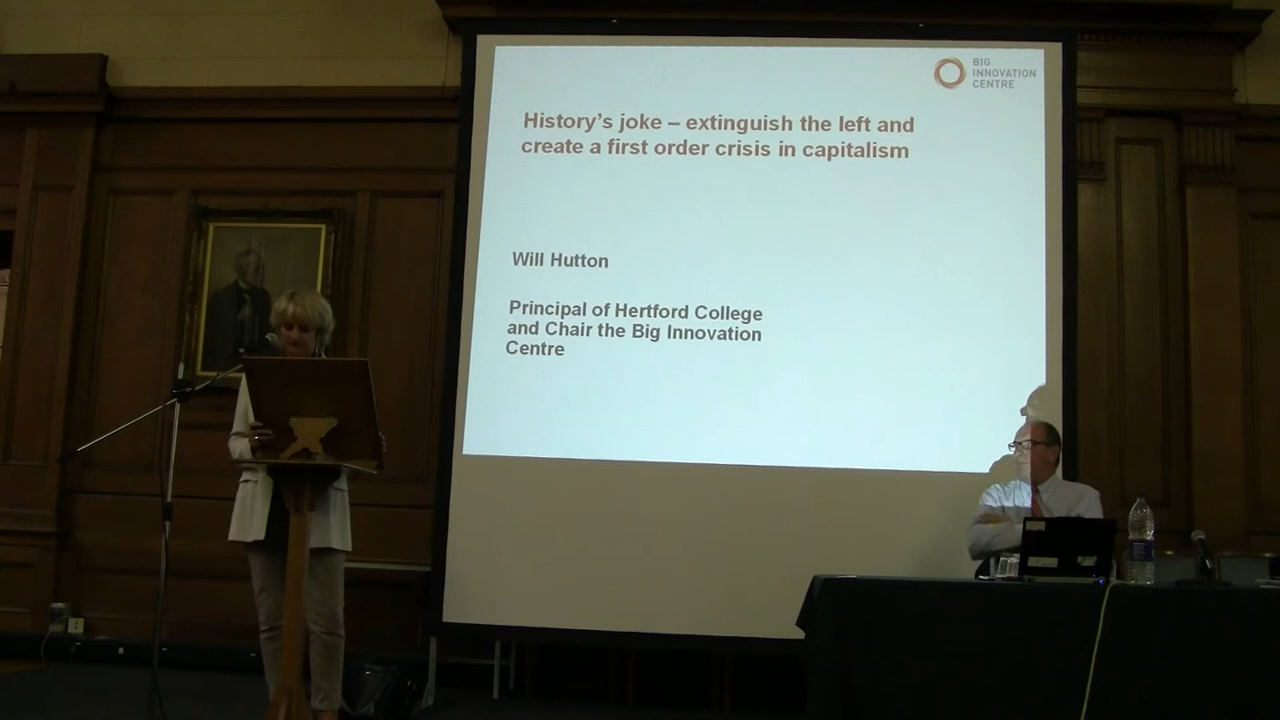 BIG
INNOVATION
CENTRE
History's joke – extinguish the left and
create a first order crisis in capitalism
Will Hutton
Principal of Hertford College
and Chair the Big Innovation
Centre